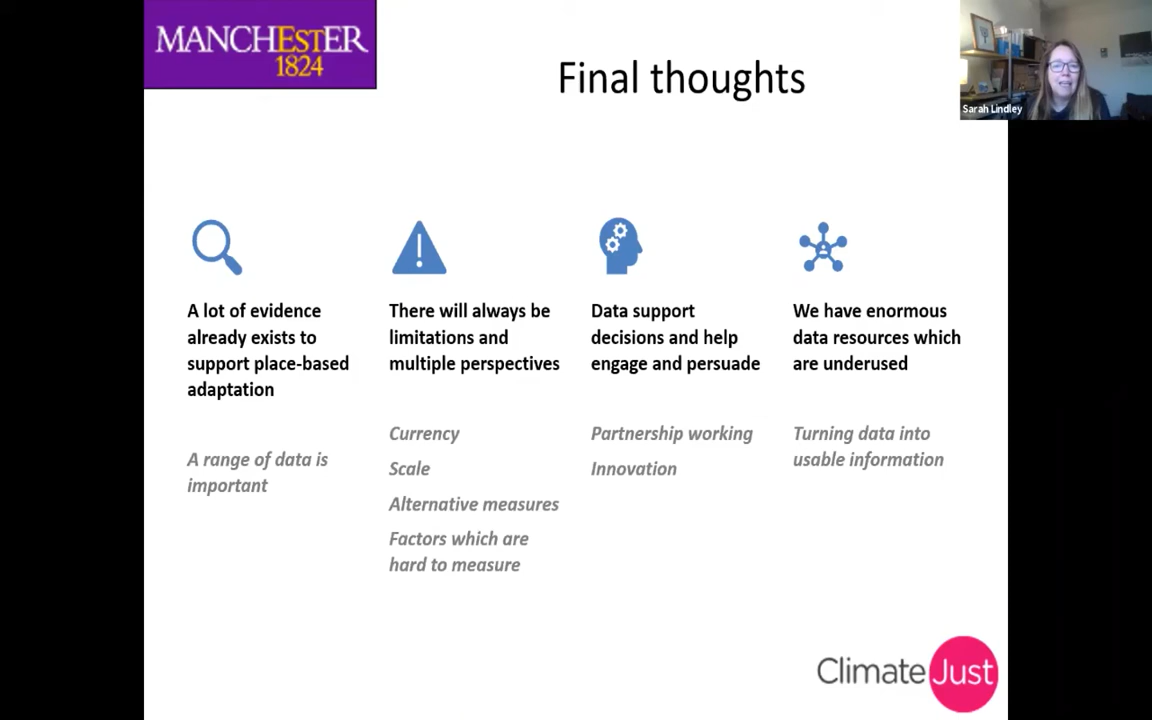 MANCHEsTER
1824
Final thoughts
Sarah Lindley
A lot of evidence
already exists to
support place-based
adaptation
A range of data is
important
There will always be
limitations and
multiple perspectives
Currency
Scale
Alternative measures
Factors which are
hard to measure
Data support
decisions and help
engage and persuade
Partnership working
Innovation
We have enormous
data resources which
are underused
Turning data into
usable information
Climate Just